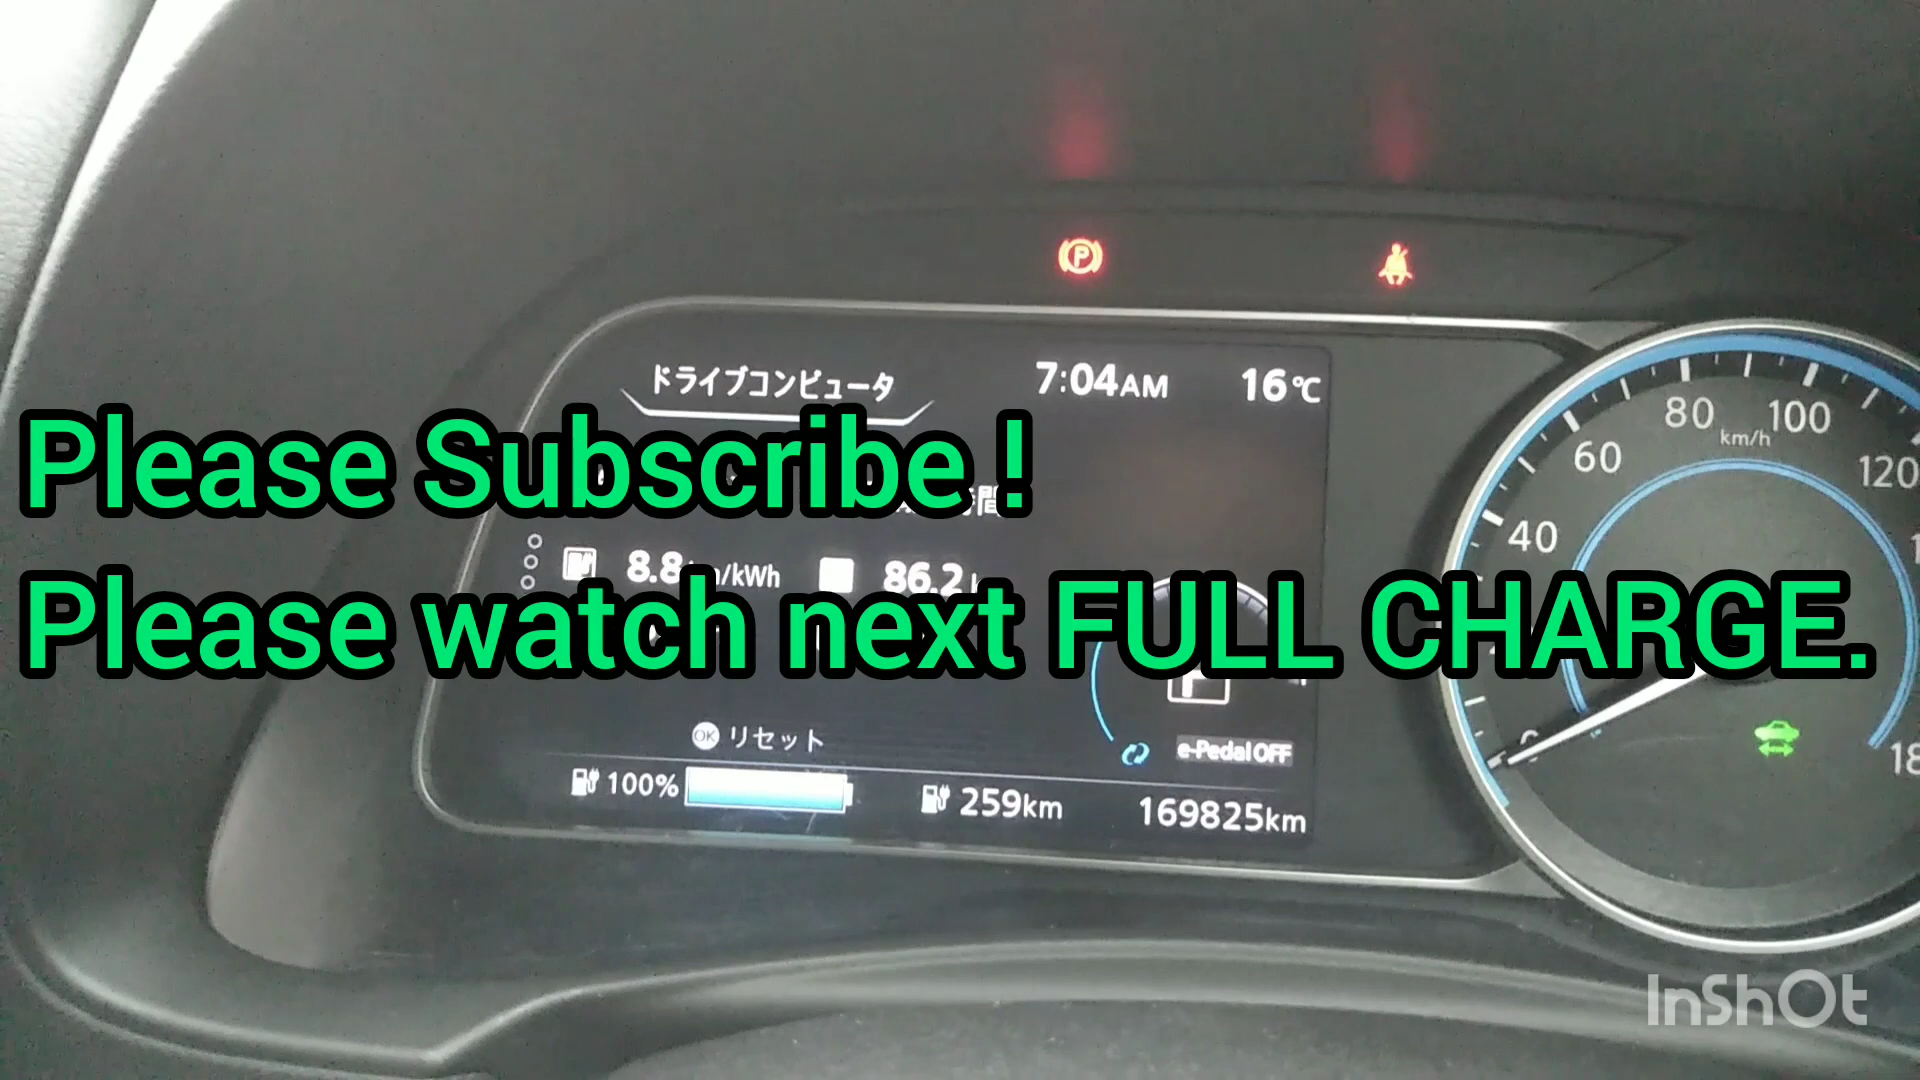 ドライブコンピュータ 7:04AM 16℃
Please Subscribe !
間
8.8 /kWh 86.2
Please watch next FULL CHARGE.
OK リセット
e-Pedal OFF
100% 259km 169825km
P
40 60 80 100 120
km/h
InShOt